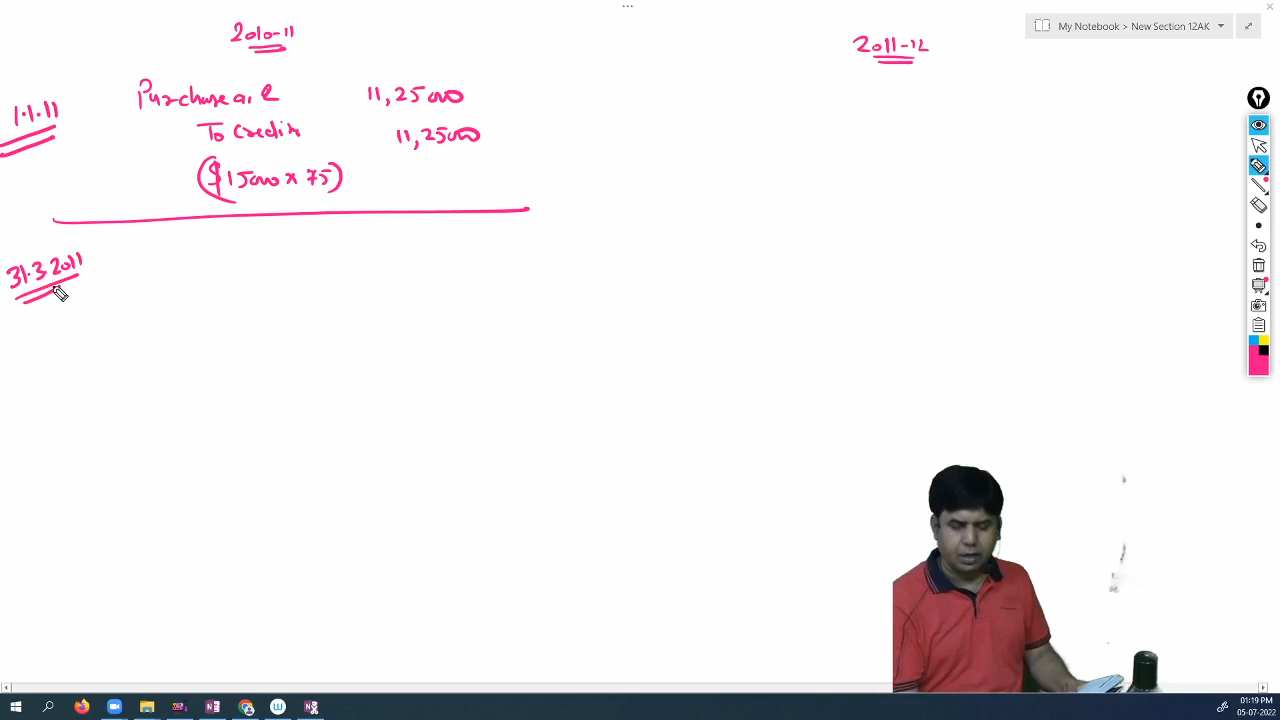 2010-11
2011-12
My Notebook > New Section 12AK
1.1.11
Purchase a/c 11,25000
To Creditor 11,25000
($15000 x 75)
31.3.2011
01:19 PM
05-07-2022